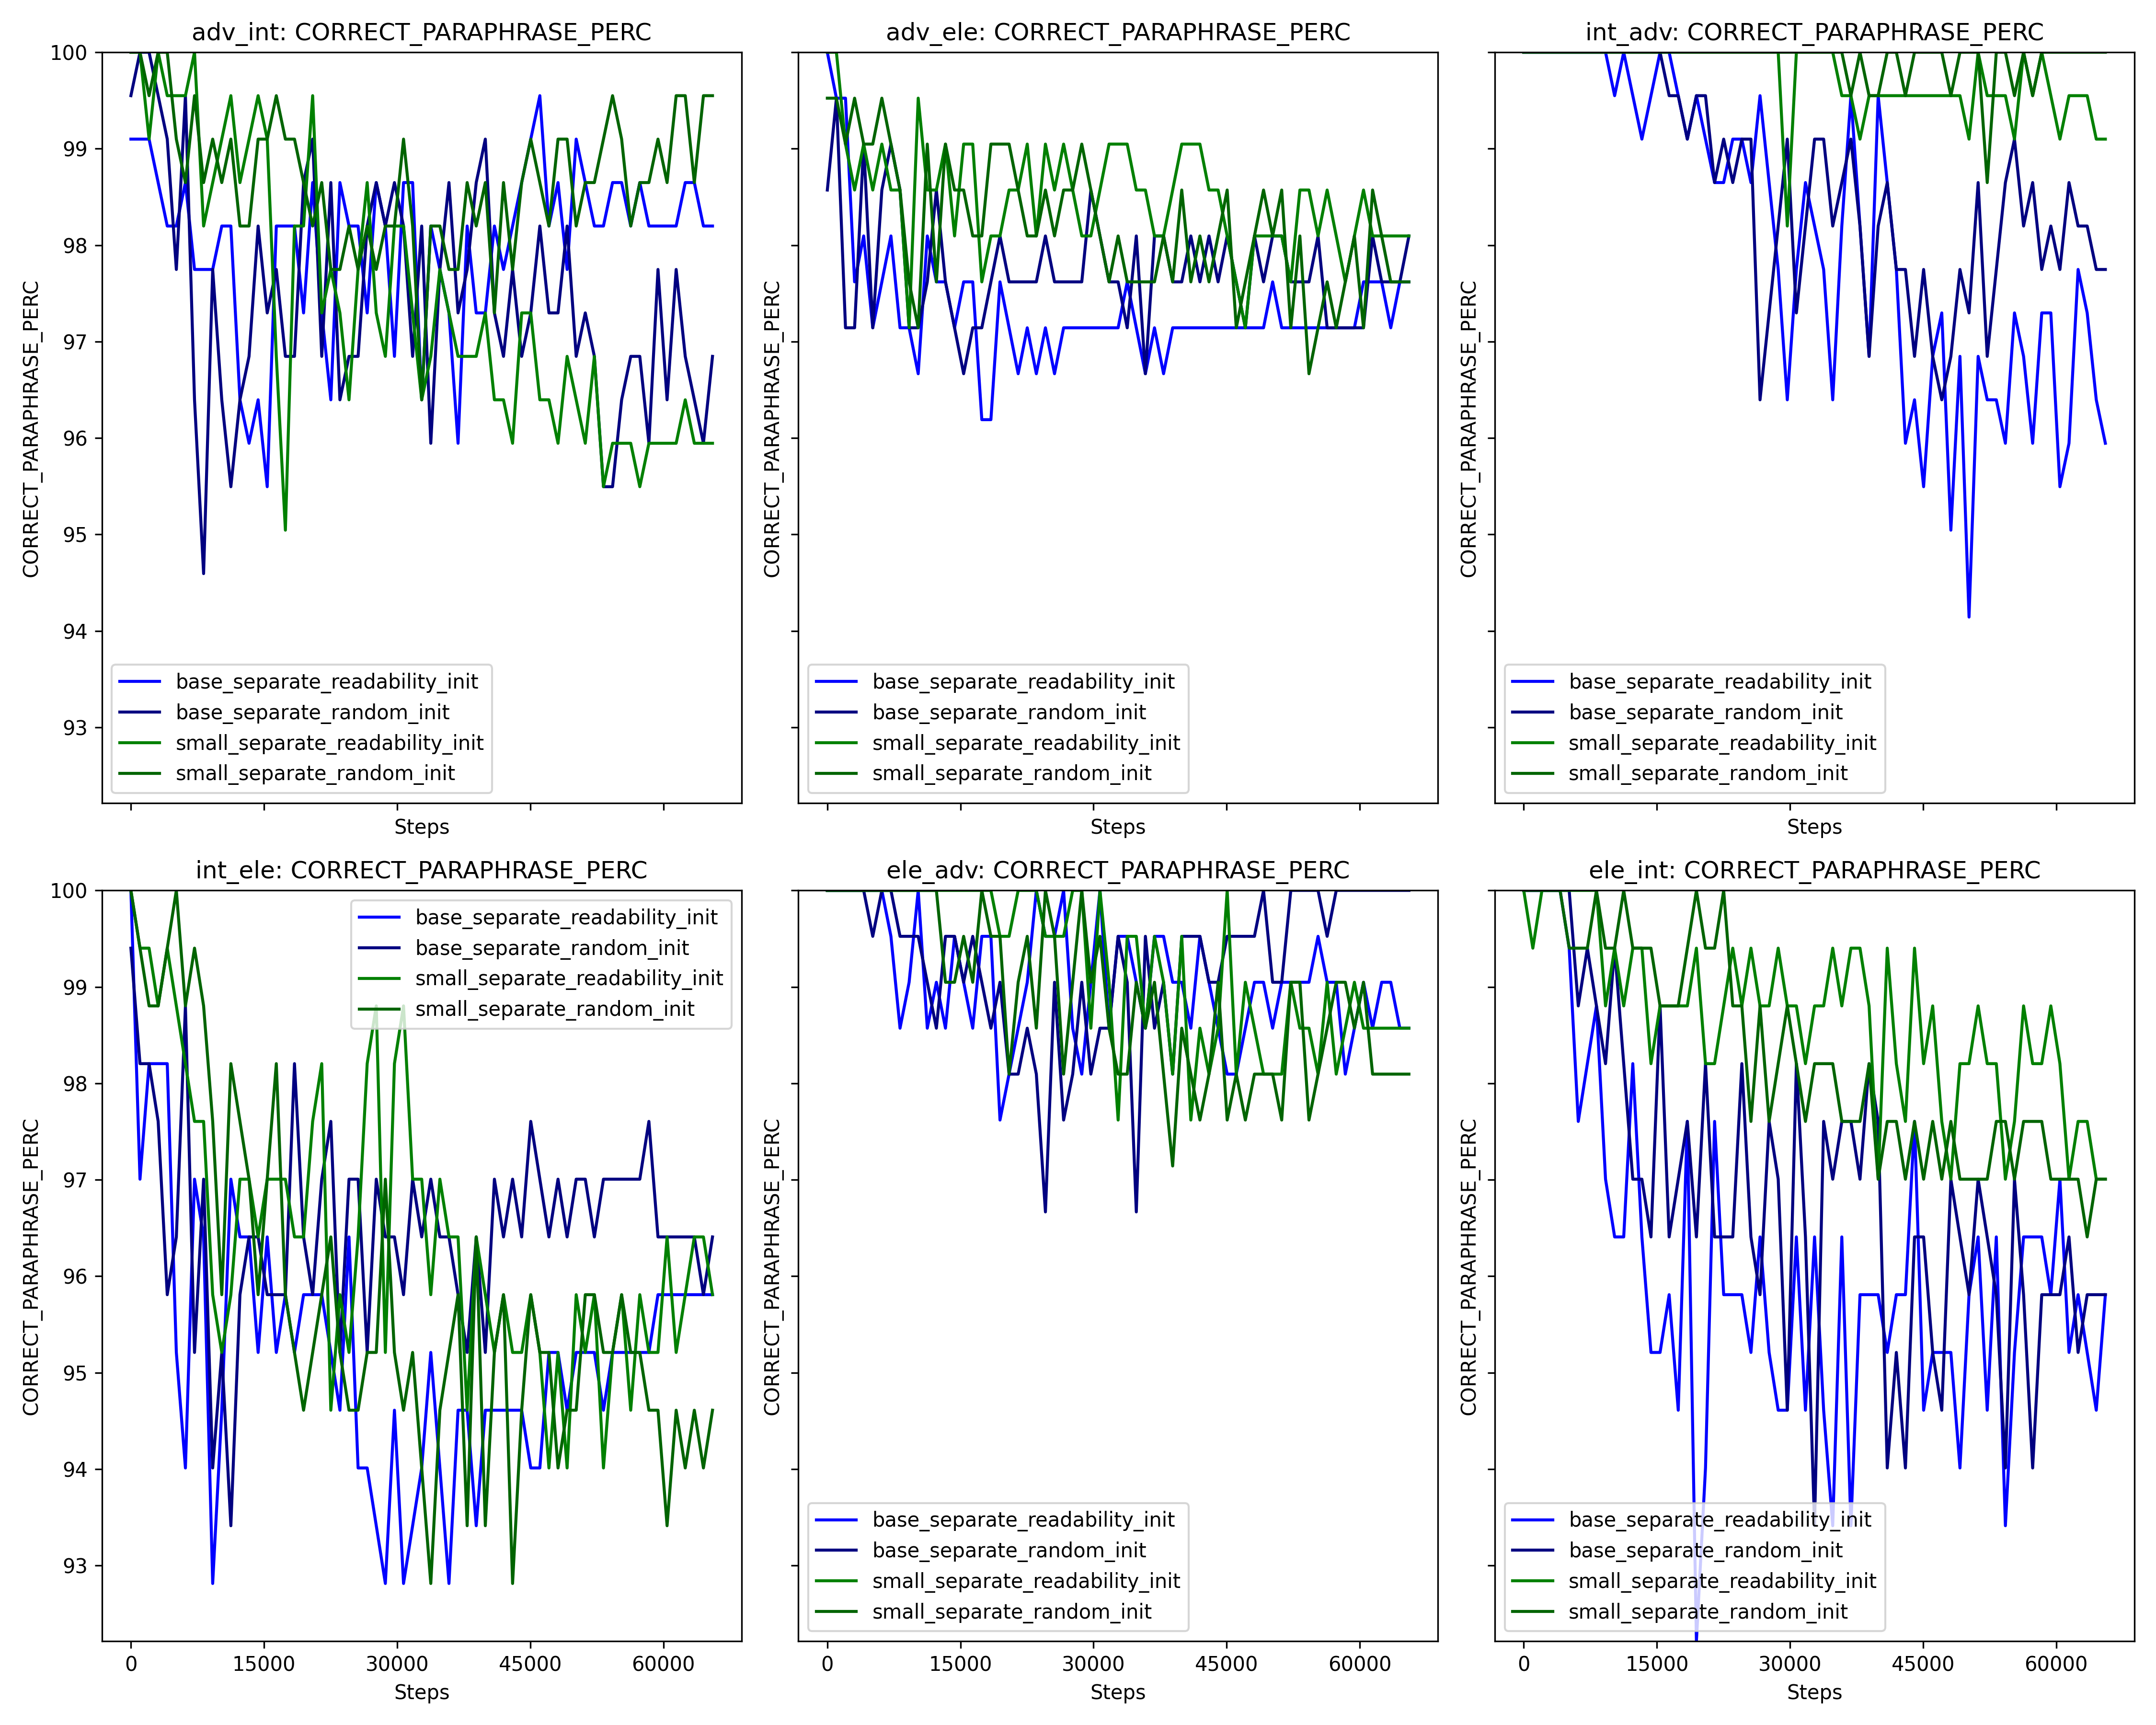 adv_int: CORRECT_PARAPHRASE_PERC
CORRECT_PARAPHRASE_PERC
100
99
98
97
96
95
94
93
base_separate_readability_init
base_separate_random_init
small_separate_readability_init
small_separate_random_init
Steps
adv_ele: CORRECT_PARAPHRASE_PERC
CORRECT_PARAPHRASE_PERC
base_separate_readability_init
base_separate_random_init
small_separate_readability_init
small_separate_random_init
Steps
int_adv: CORRECT_PARAPHRASE_PERC
CORRECT_PARAPHRASE_PERC
base_separate_readability_init
base_separate_random_init
small_separate_readability_init
small_separate_random_init
Steps
int_ele: CORRECT_PARAPHRASE_PERC
CORRECT_PARAPHRASE_PERC
100
99
98
97
96
95
94
93
base_separate_readability_init
base_separate_random_init
small_separate_readability_init
small_separate_random_init
0 15000 30000 45000 60000
Steps
ele_adv: CORRECT_PARAPHRASE_PERC
CORRECT_PARAPHRASE_PERC
base_separate_readability_init
base_separate_random_init
small_separate_readability_init
small_separate_random_init
0 15000 30000 45000 60000
Steps
ele_int: CORRECT_PARAPHRASE_PERC
CORRECT_PARAPHRASE_PERC
base_separate_readability_init
base_separate_random_init
small_separate_readability_init
small_separate_random_init
0 15000 30000 45000 60000
Steps